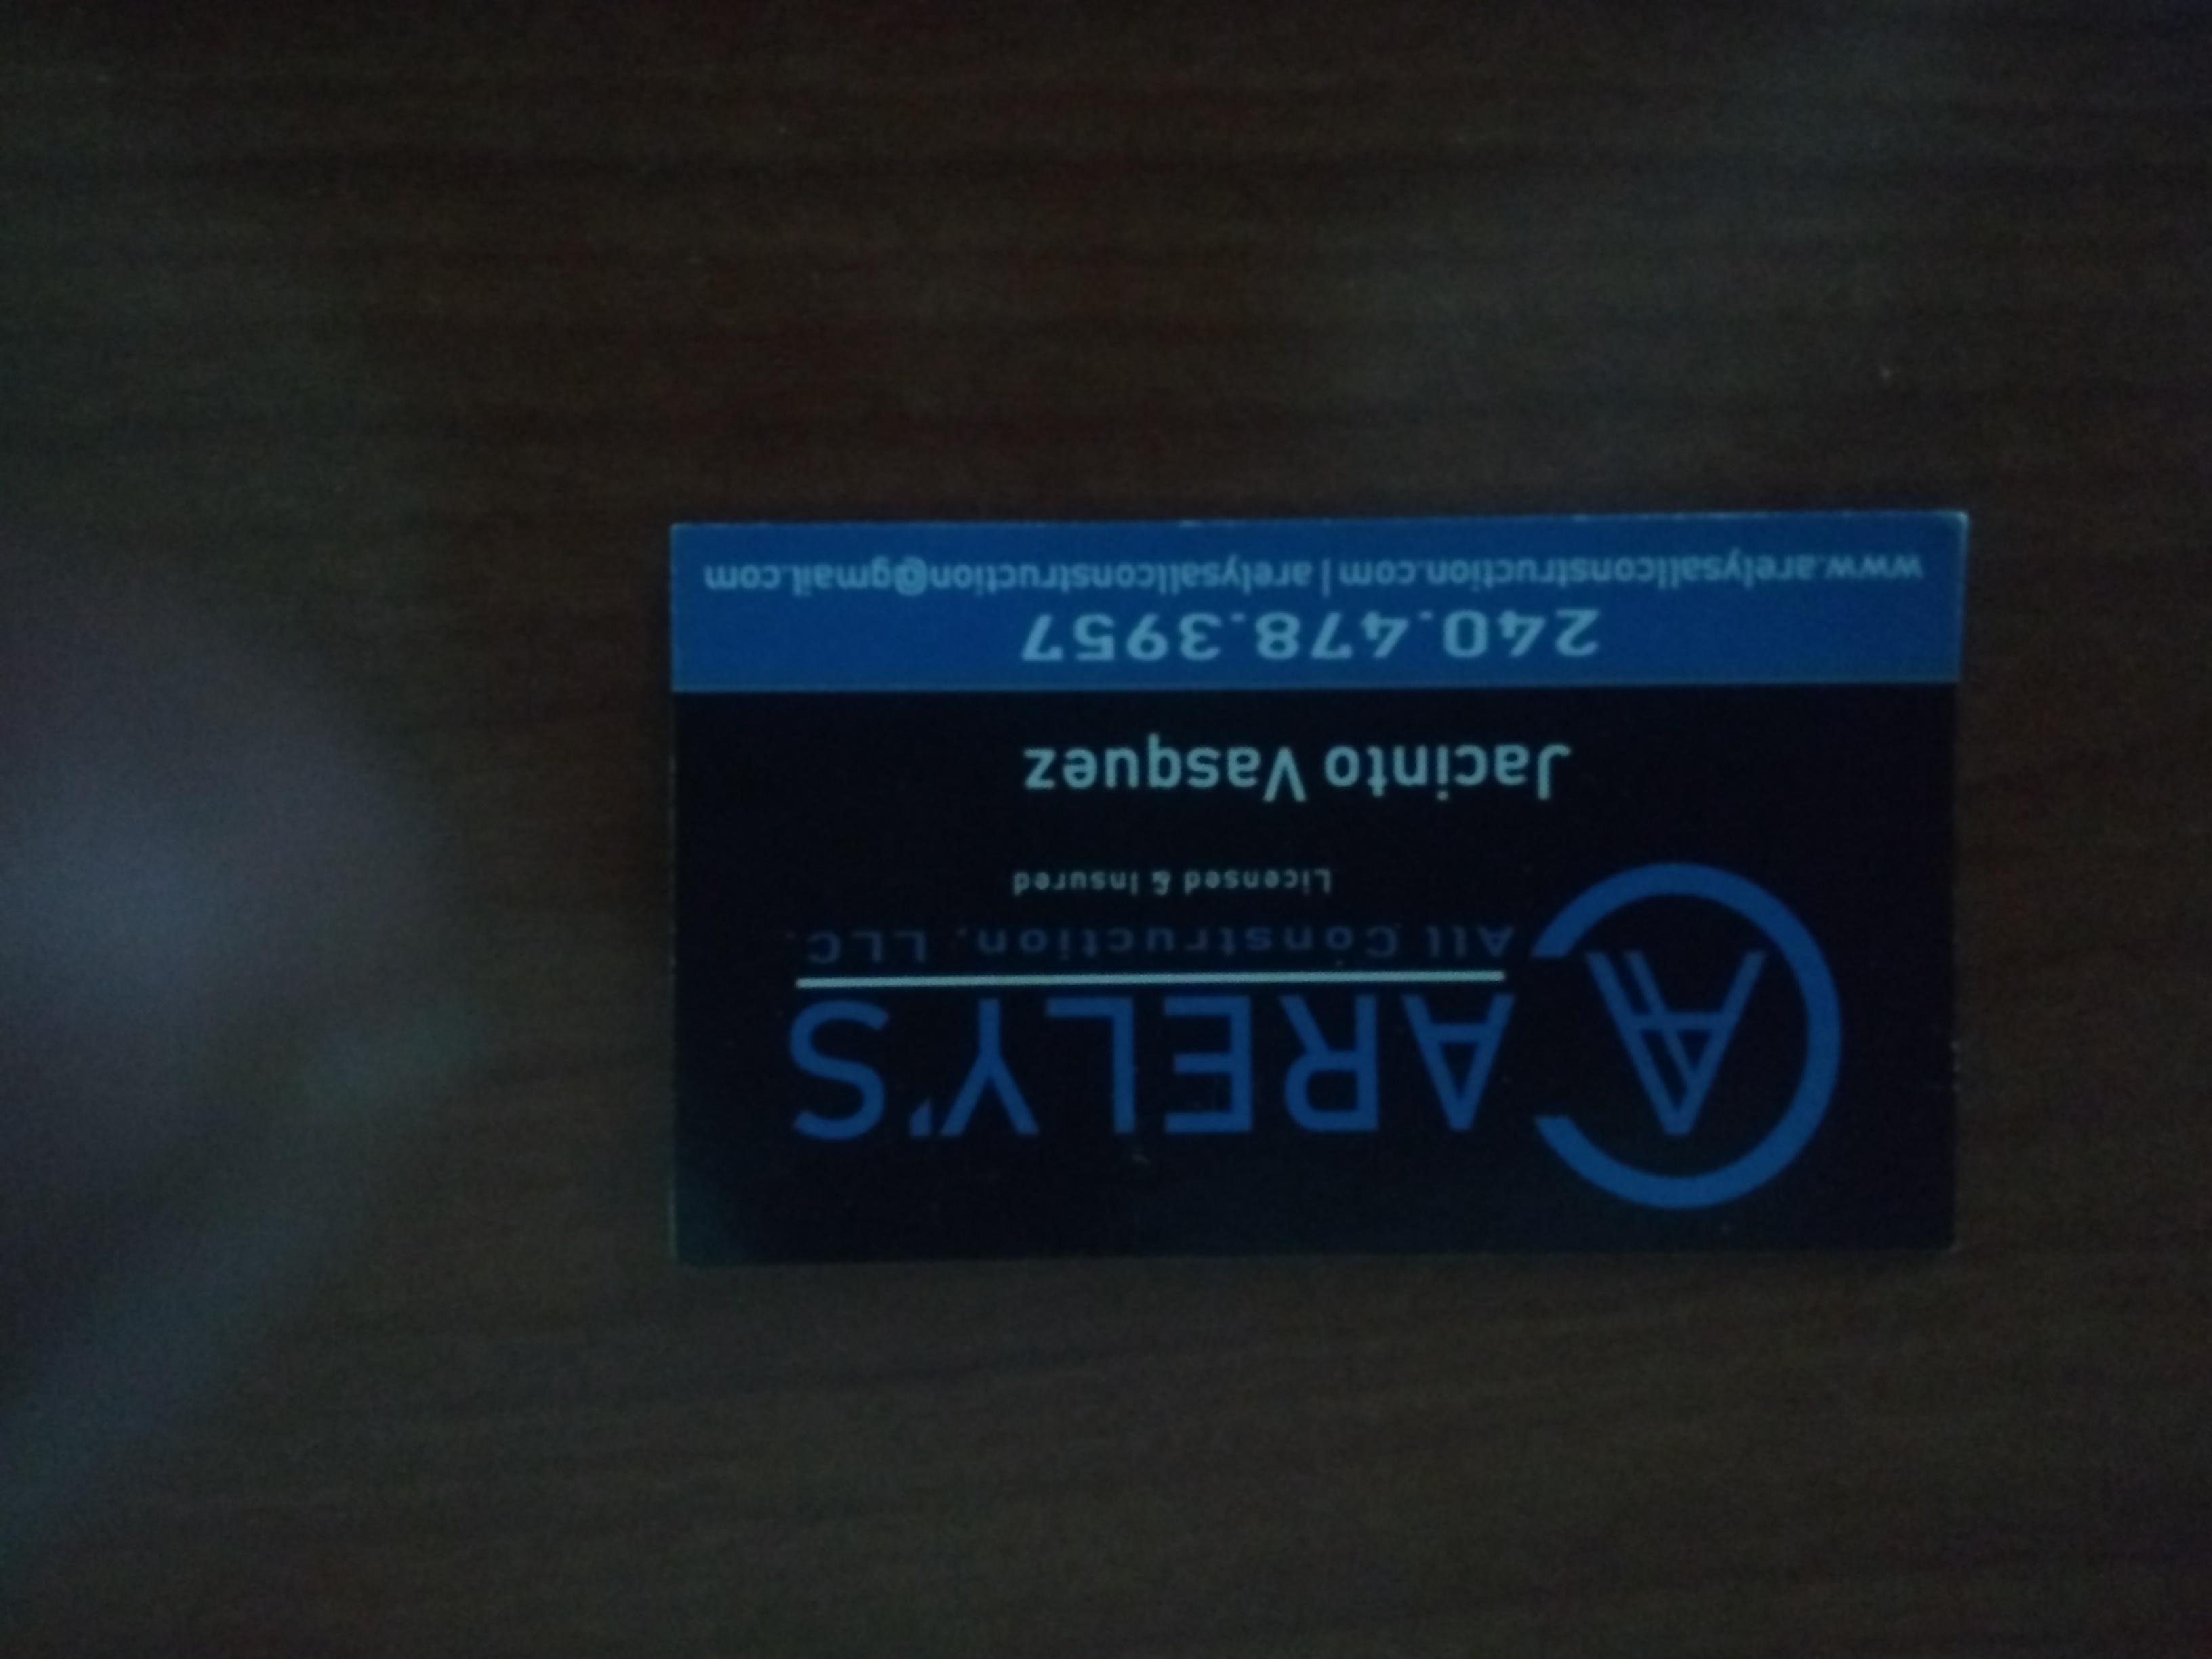 ARELY'S
All Construction, LLC.
Licensed & Insured
Jacinto Vasquez
240.478.3957
www.arelysallconstruction.com | arelysallconstruction@gmail.com